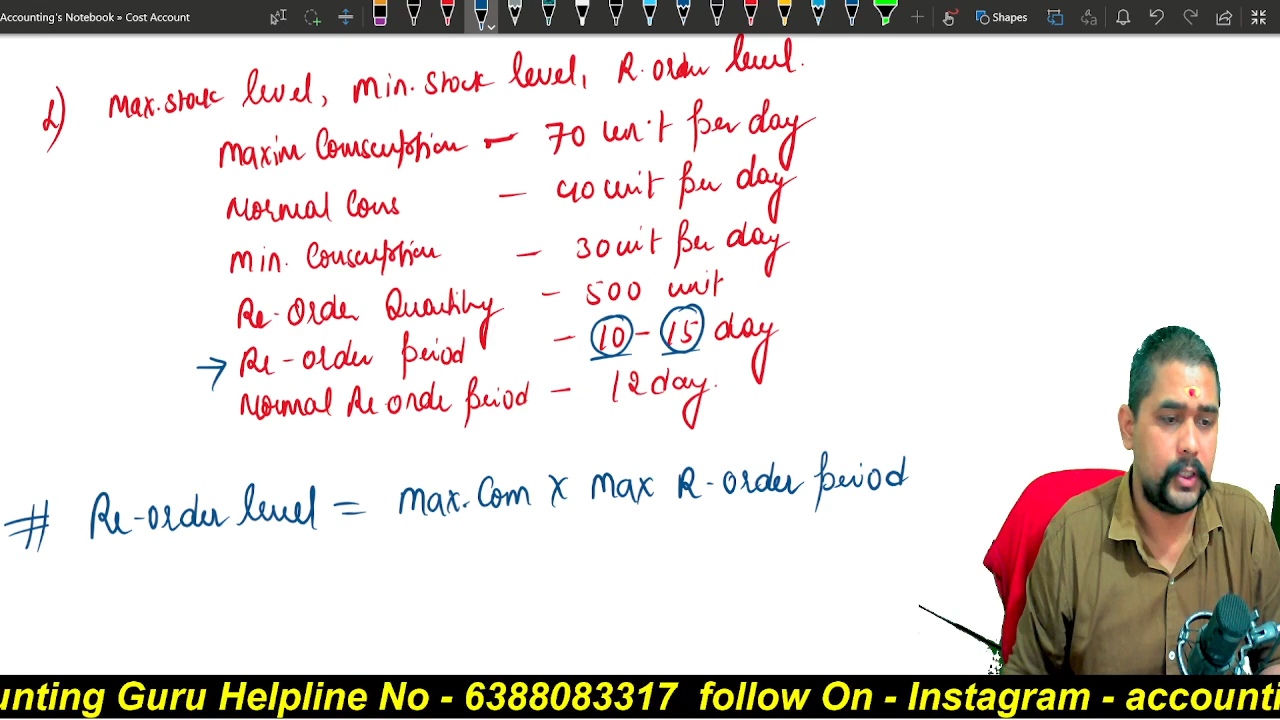 Accounting's Notebook » Cost Account
Shapes
2) Max. stock level, Min. Stock level, R. order level.
Maxim Comscuption - 70 unit per day
Normal Cons - 40 unit per day
Min. Conscuption - 30 unit per day
Re-Order Quantity - 500 unit
→ Re-order period - 10 - 15 day
Normal Re order period - 12 day.
# Re-order level = max. Com x max R-order period
unting Guru Helpline No - 6388083317 follow On - Instagram - accounti